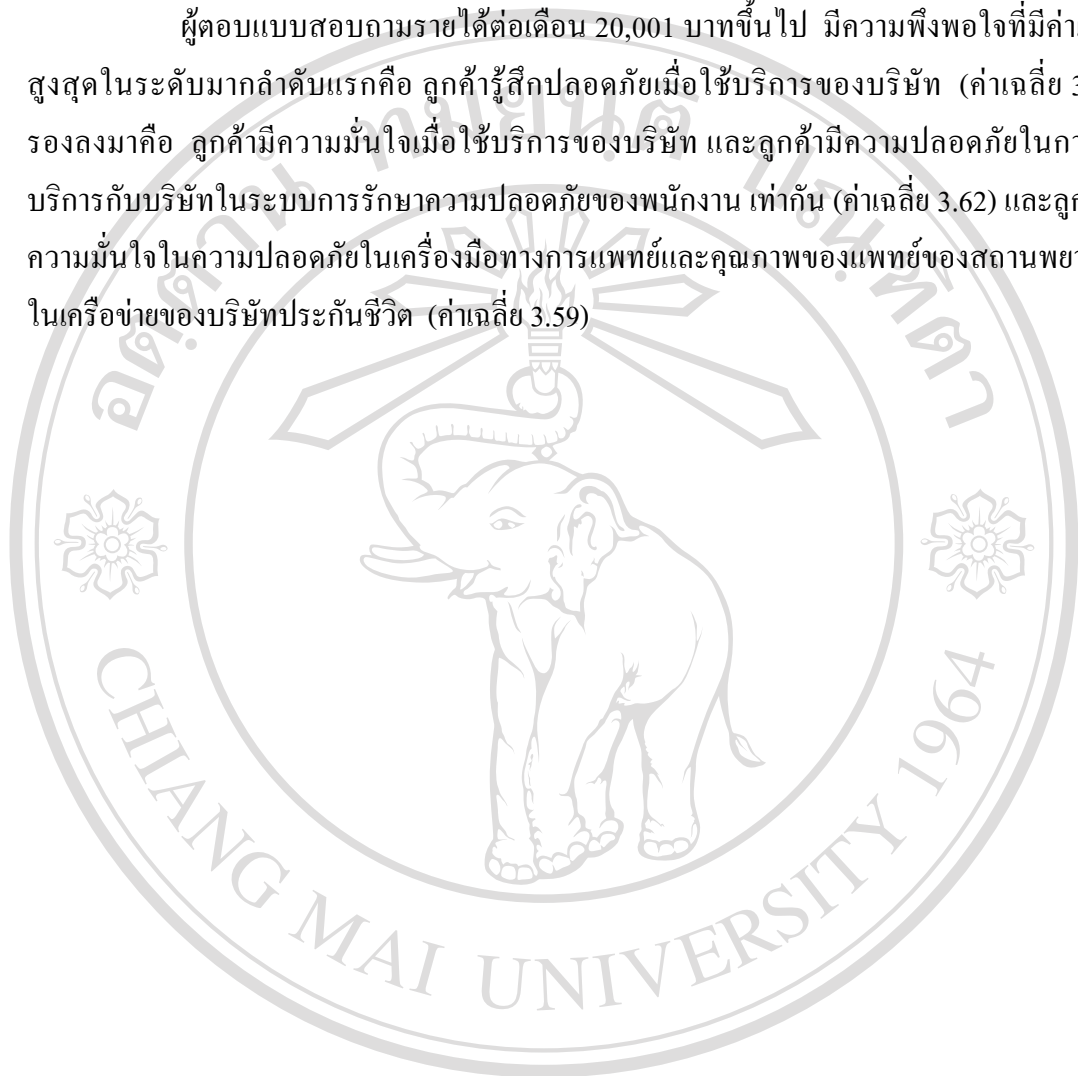 ผู้ตอบแบบสอบถามรายได้ต่อเดือน 20,001 บาทขึ้นไป มีความพึงพอใจที่มีค่า
สูงสุดในระดับมากลำดับแรกคือ ลูกค้ารู้สึกปลอดภัยเมื่อใช้บริการของบริษัท (ค่าเฉลี่ย 3
รองลงมาคือ ลูกค้ามีความมั่นใจเมื่อใช้บริการของบริษัท และลูกค้ามีความปลอดภัยใน
บริการกับบริษัทในระบบการรักษาความปลอดภัยของพนักงาน เท่ากัน (ค่าเฉลี่ย 3.62) และ
ความมั่นใจในความปลอดภัยในเครื่องมือทางการแพทย์และคุณภาพของแพทย์ของ
ในเครือข่ายของบริษัทประกันชีวิต (ค่าเฉลี่ย 3.59)
อตฺตานํ ทมยนฺติ ปณฺฑิตา
CHIANG MAI UNIVERSITY 1964